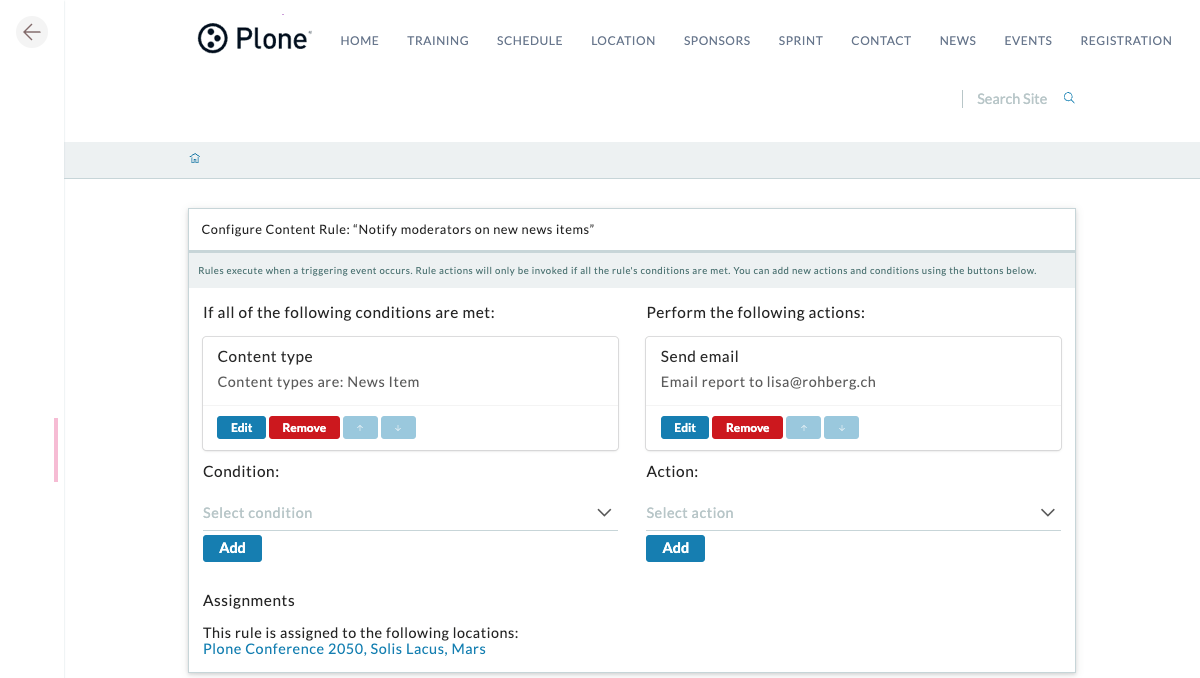 Plone
HOME TRAINING SCHEDULE LOCATION SPONSORS SPRINT CONTACT NEWS EVENTS REGISTRATION
Search Site
Configure Content Rule: “Notify moderators on new news items”
Rules execute when a triggering event occurs. Rule actions will only be invoked if all the rule's conditions are met. You can add new actions and conditions using the buttons below.
If all of the following conditions are met:
Content type
Content types are: News Item
Edit Remove ↑ ↓
Condition:
Select condition
Add
Perform the following actions:
Send email
Email report to lisa@rohberg.ch
Edit Remove ↑ ↓
Action:
Select action
Add
Assignments
This rule is assigned to the following locations:
Plone Conference 2050, Solis Lacus, Mars